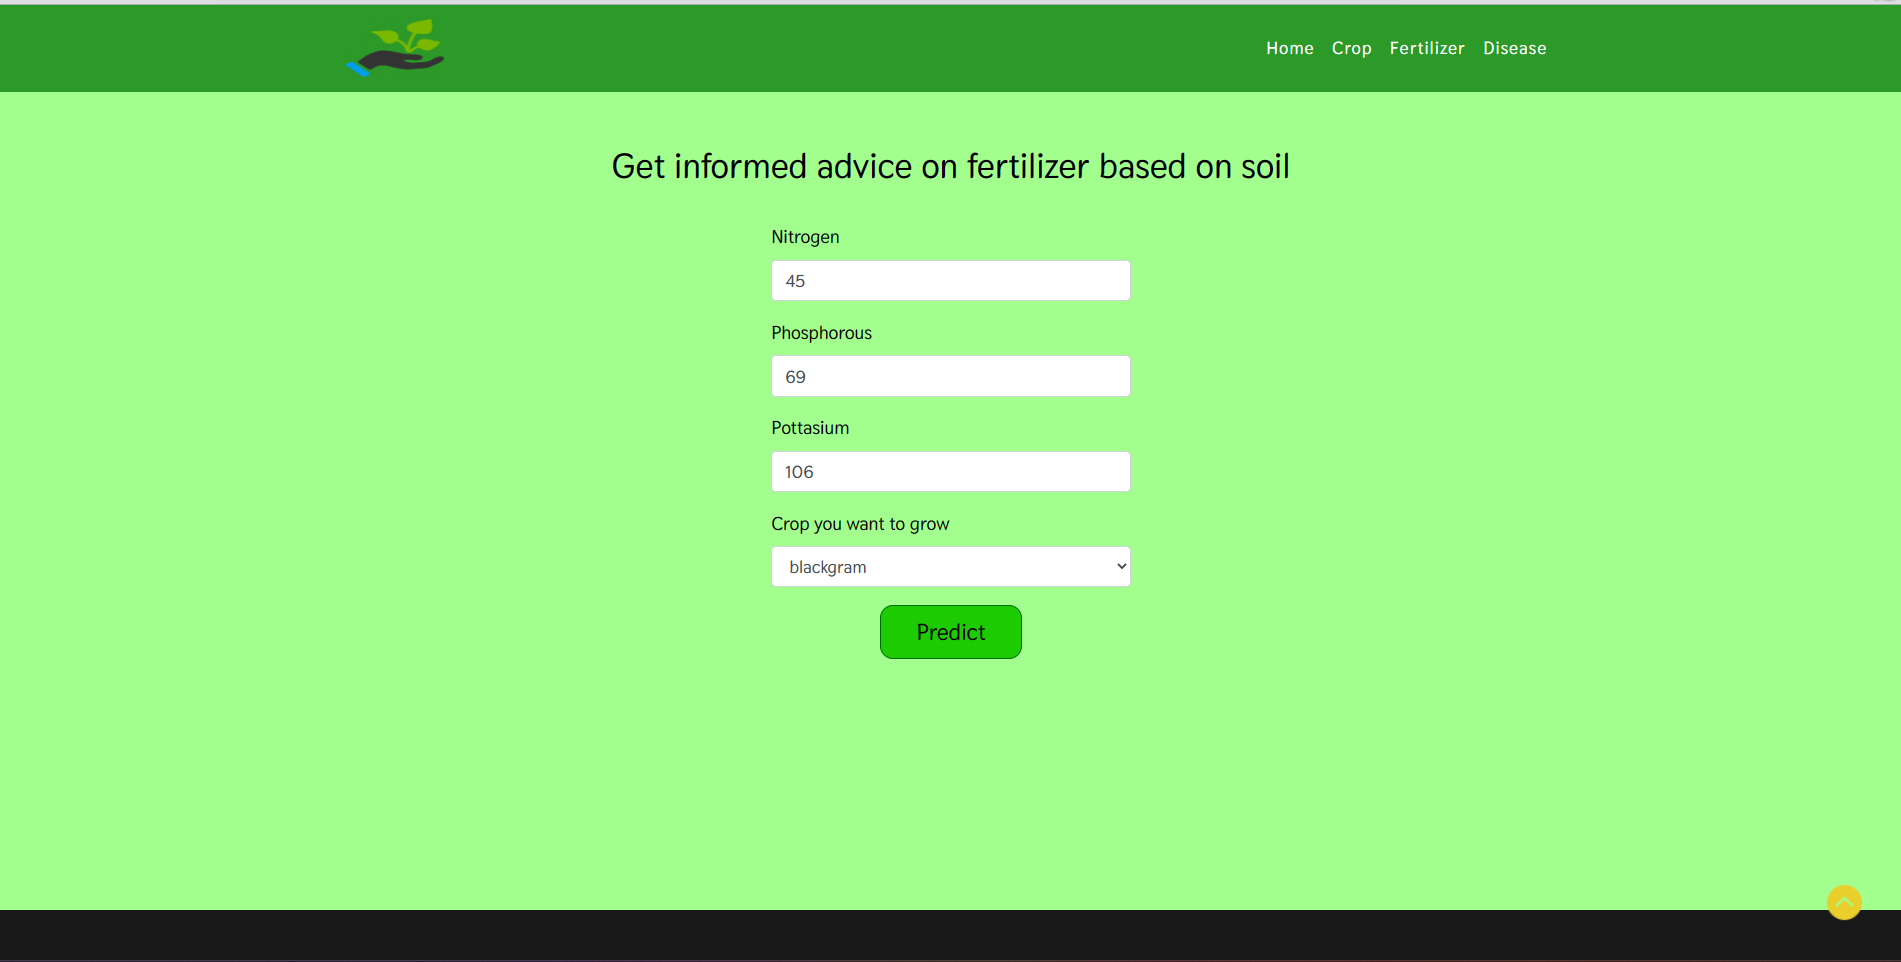 Home Crop Fertilizer Disease
Get informed advice on fertilizer based on soil
Nitrogen
45
Phosphorous
69
Pottasium
106
Crop you want to grow
blackgram
Predict